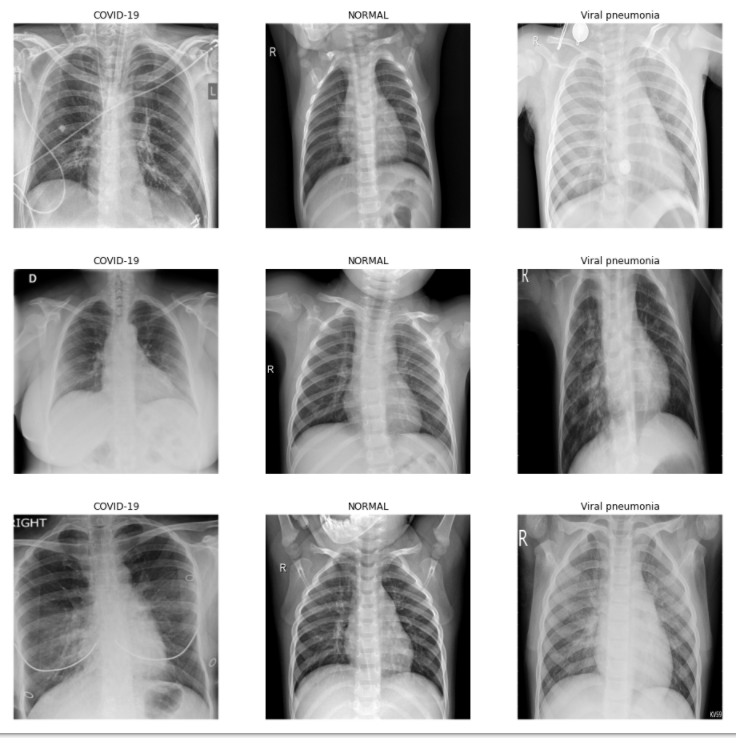 COVID-19
NORMAL
Viral pneumonia
L
R
R
COVID-19
NORMAL
Viral pneumonia
D
R
R
COVID-19
NORMAL
Viral pneumonia
RIGHT
R
R